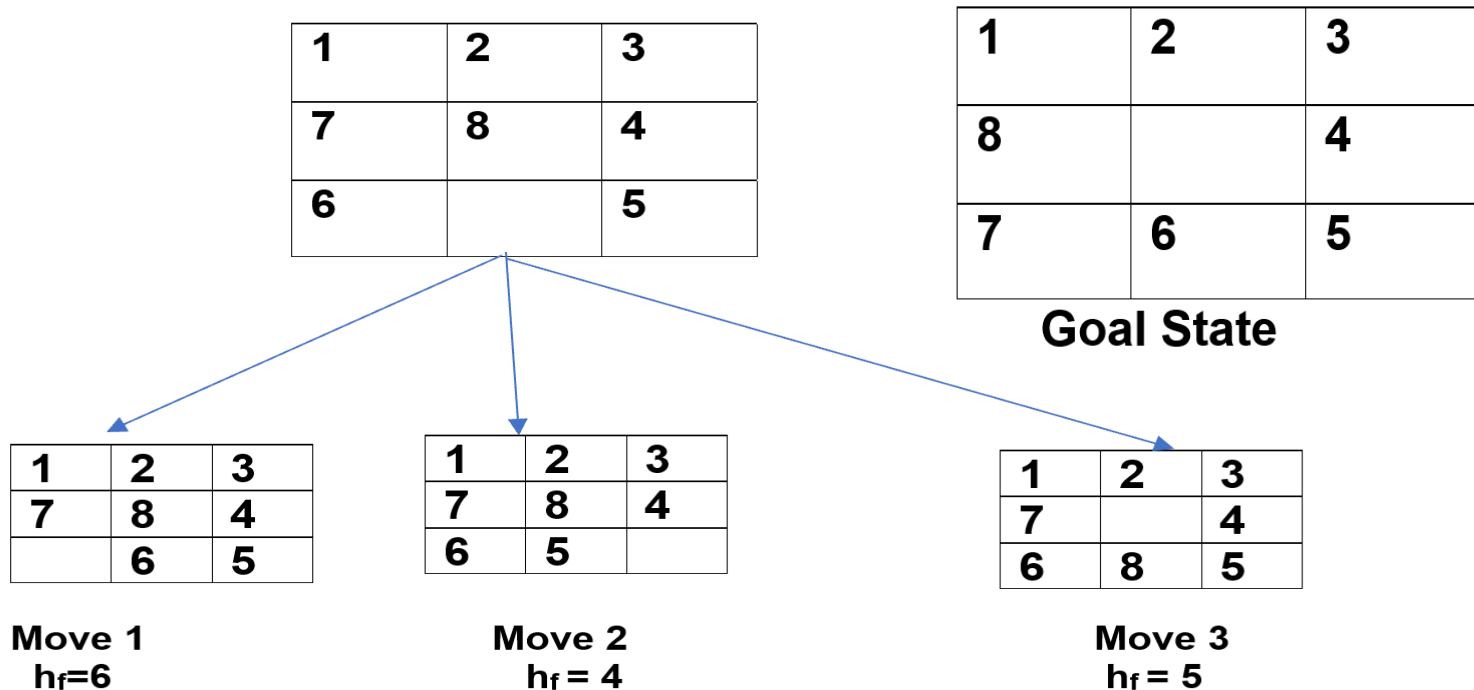 1 2 3
7 8 4
6 5
1 2 3
8 4
7 6 5
Goal State
1 2 3
7 8 4
6 5
Move 1
hf=6
1 2 3
7 8 4
6 5
Move 2
hf = 4
1 2 3
7 4
6 8 5
Move 3
hf = 5